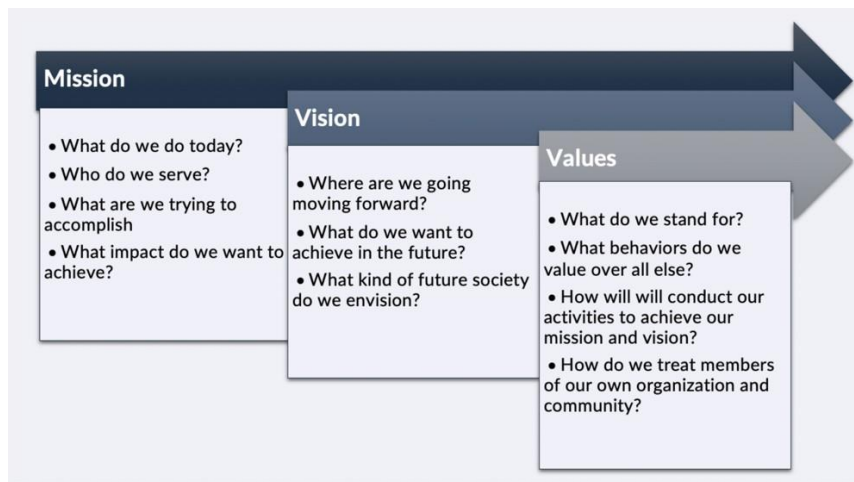 Mission
• What do we do today?
• Who do we serve?
• What are we trying to
accomplish
• What impact do we want to
achieve?
Vision
• Where are we going
moving forward?
• What do we want to
achieve in the future?
• What kind of future society
do we envision?
Values
• What do we stand for?
• What behaviors do we
value over all else?
• How will will conduct our
activities to achieve our
mission and vision?
• How do we treat members
of our own organization and
community?